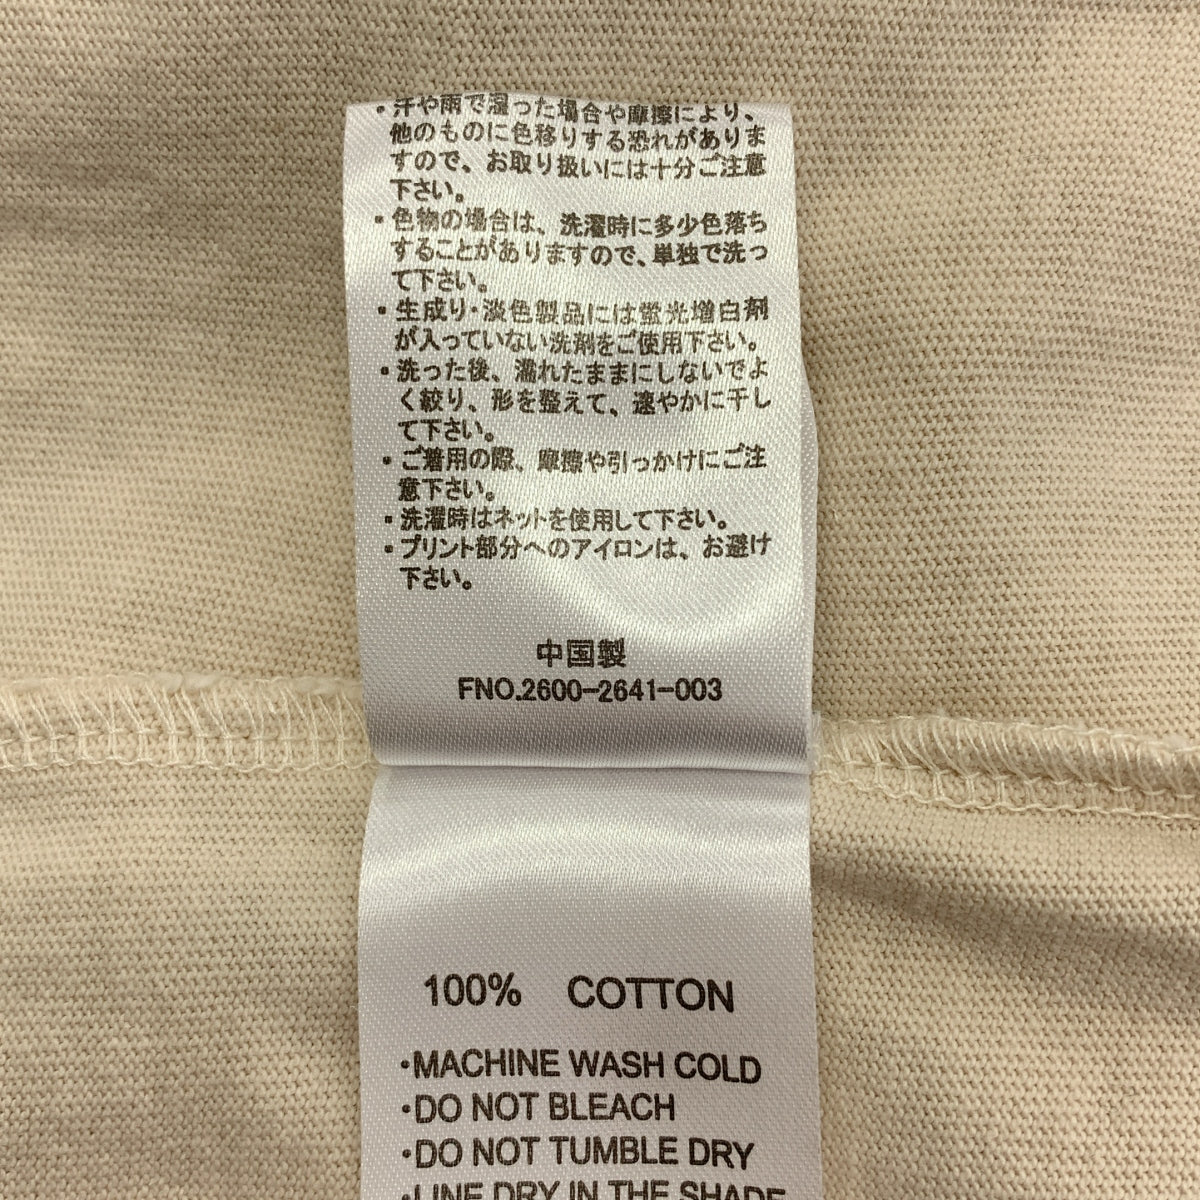 ・汗や雨で湿った場合や摩擦により、
他のものに色移りする恐れがありま
すので、お取り扱いには十分ご注意
下さい。
・色物の場合は、洗濯時に多少色落ち
することがありますので、単独で洗っ
て下さい。
・生成り・淡色製品には蛍光増白剤
が入っていない洗剤をご使用下さい。
・洗った後、濡れたままにしないでよ
く絞り、形を整えて、速やかに干し
て下さい。
・ご着用の際、摩擦や引っかけにご注
意下さい。
・洗濯時はネットを使用して下さい。
・プリント部分へのアイロンは、お避け
下さい。
中国製
FNO.2600-2641-003
100% COTTON
・MACHINE WASH COLD
・DO NOT BLEACH
・DO NOT TUMBLE DRY
・LINE DRY IN THE SHADE